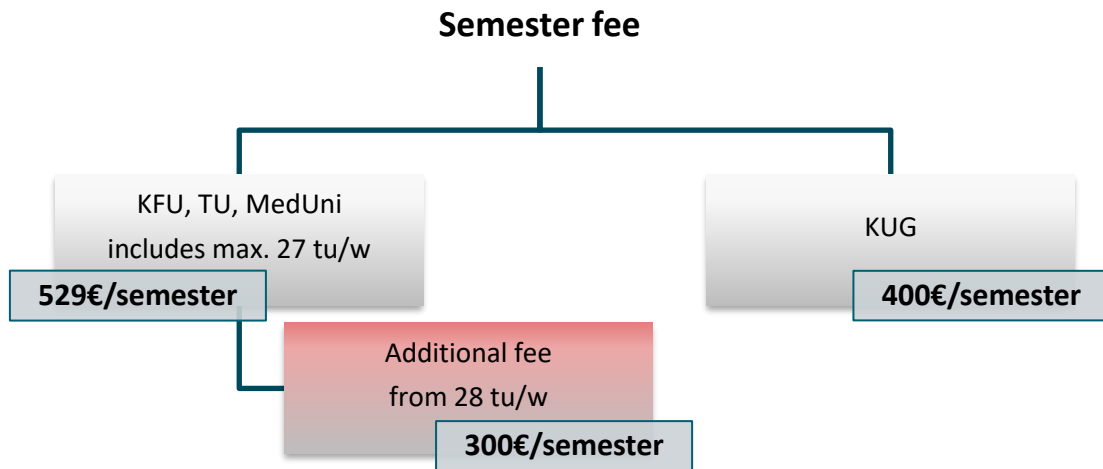 Semester fee
KFU, TU, MedUni
includes max. 27 tu/w
529€/semester
KUG
400€/semester
Additional fee
from 28 tu/w
300€/semester